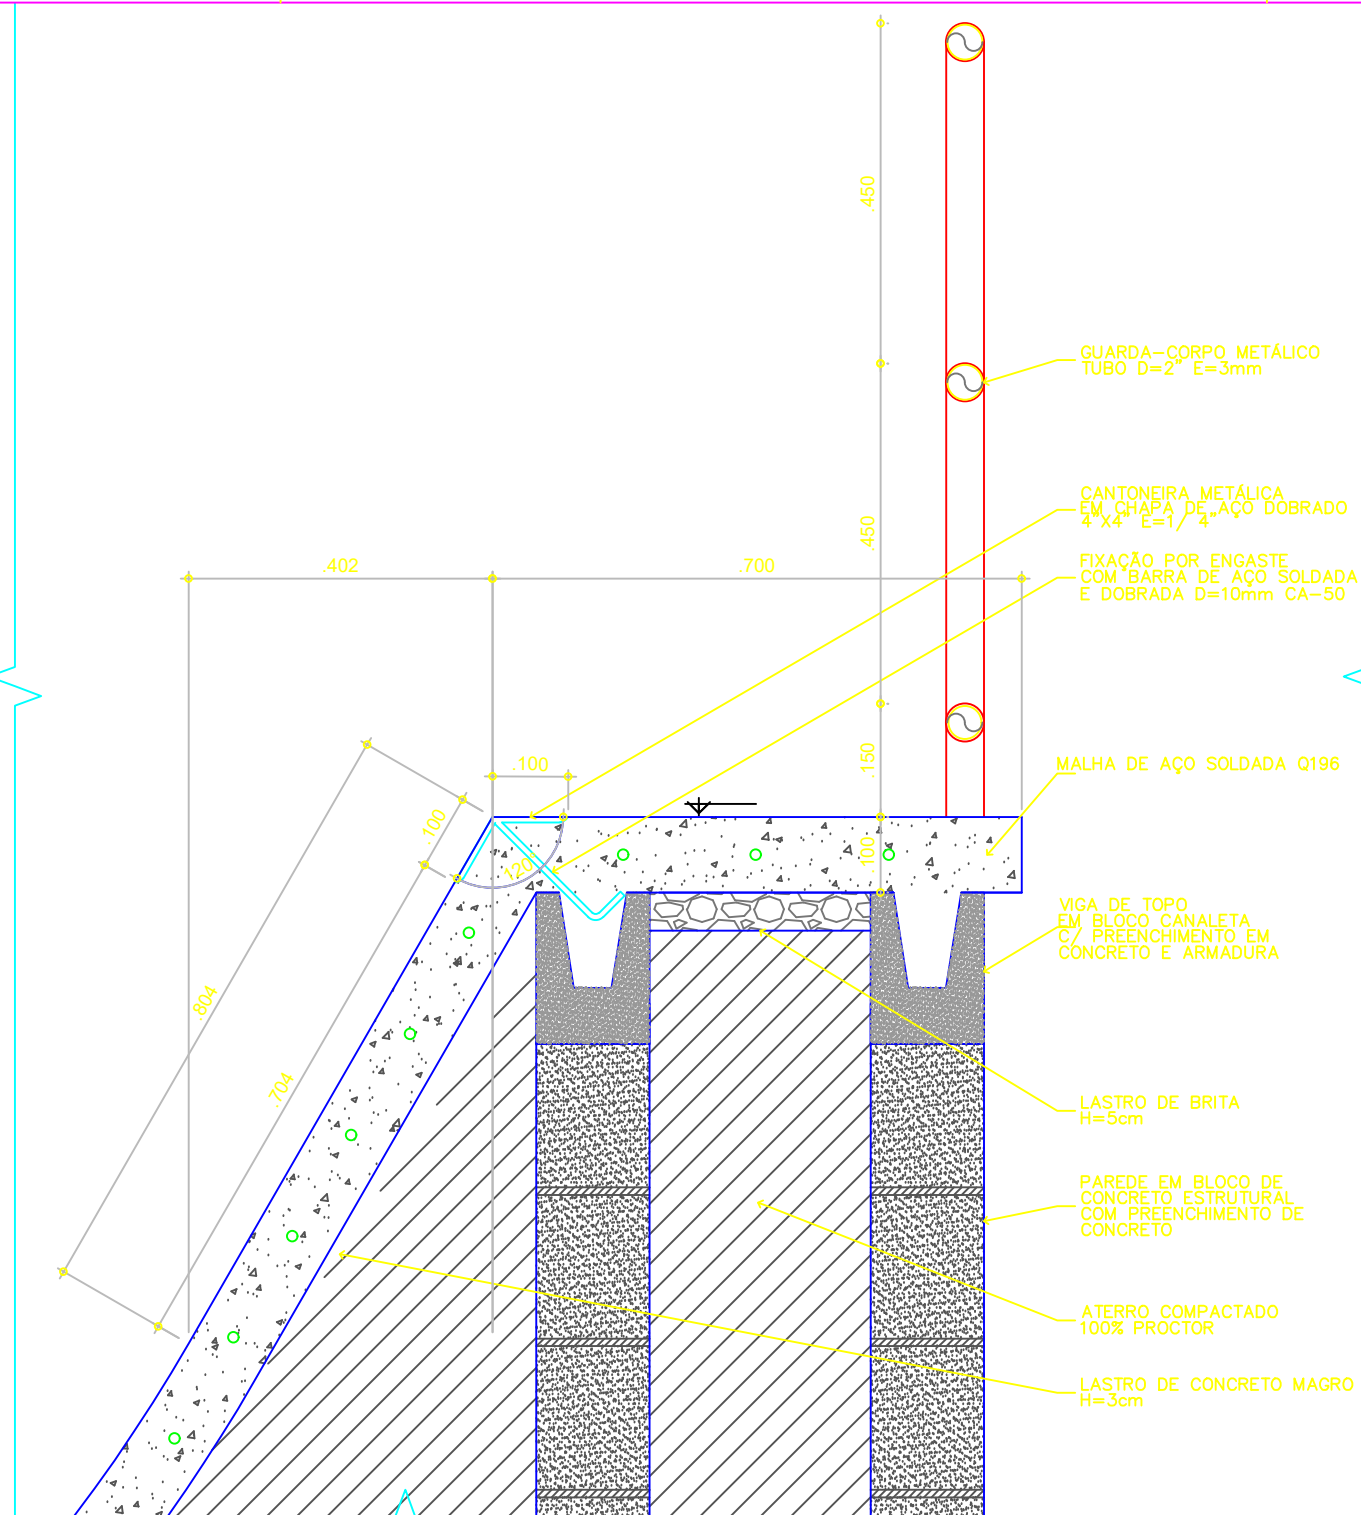 .450
GUARDA-CORPO METÁLICO
TUBO D=2" E=3mm
CANTONEIRA METÁLICA
EM CHAPA DE AÇO DOBRADO
4"X4" E=1/ 4"
.450
.402
.700
FIXAÇÃO POR ENGASTE
COM BARRA DE AÇO SOLDADA
E DOBRADA D=10mm CA-50
.100
.150
MALHA DE AÇO SOLDADA Q196
.100
.100
120°
VIGA DE TOPO
EM BLOCO CANALETA
C/ PREENCHIMENTO EM
CONCRETO E ARMADURA
.804
.704
LASTRO DE BRITA
H=5cm
PAREDE EM BLOCO DE
CONCRETO ESTRUTURAL
COM PREENCHIMENTO DE
CONCRETO
ATERRO COMPACTADO
100% PROCTOR
LASTRO DE CONCRETO MAGRO
H=3cm